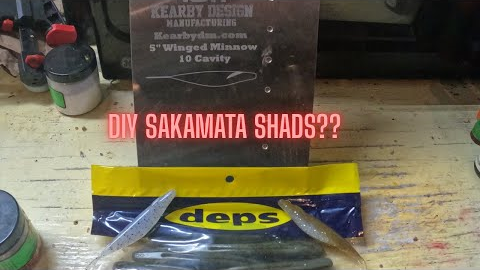 KEARBY DESIGN
MANUFACTURING
Kearbydm.com
5" Winged Minnow
10 Cavity
DIY SAKAMATA SHADS??
deps